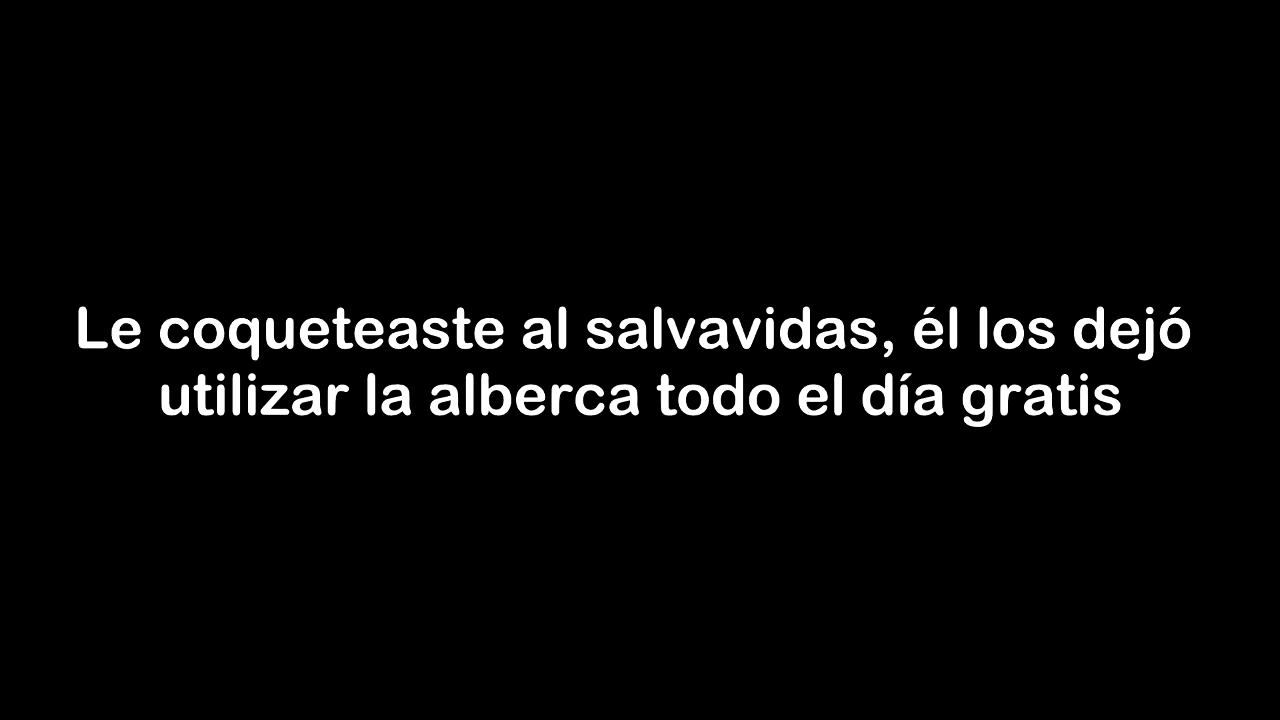 Le coqueteaste al salvavidas, él los dejó
utilizar la alberca todo el día gratis